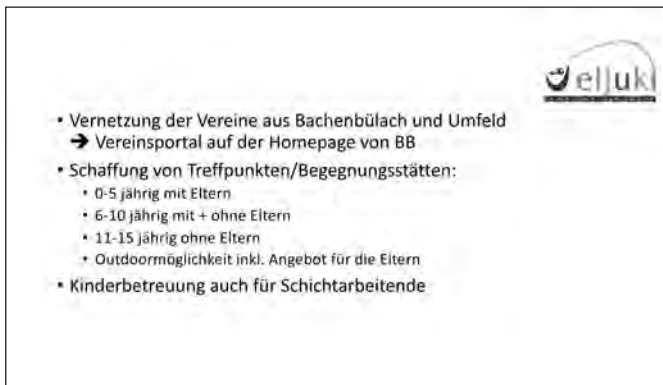 eljuki
• Vernetzung der Vereine aus Bachenbülach und Umfeld
➔ Vereinsportal auf der Homepage von BB
• Schaffung von Treffpunkten/Begegnungsstätten:
• 0-5 jährig mit Eltern
• 6-10 jährig mit + ohne Eltern
• 11-15 jährig ohne Eltern
• Outdoormöglichkeit inkl. Angebot für die Eltern
• Kinderbetreuung auch für Schichtarbeitende